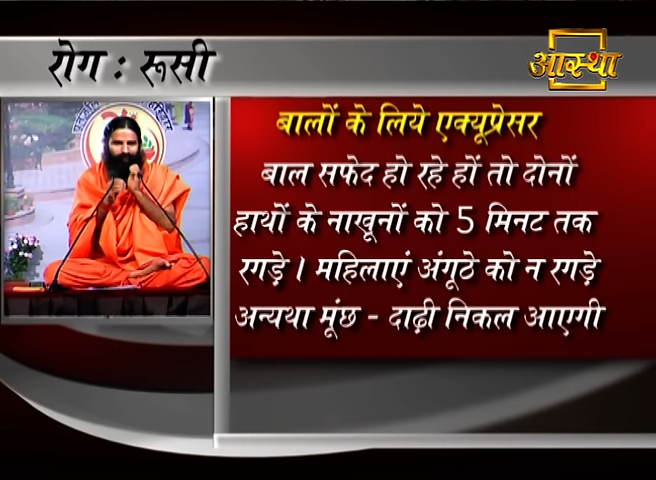 रोग : रूसी
आस्था
बालों के लिये एक्यूप्रेसर
बाल सफेद हो रहे हों तो दोनों
हाथों के नाखूनों को 5 मिनट तक
रगड़े । महिलाएं अंगूठे को न रगड़े
अन्यथा मूंछ - दाढ़ी निकल आएगी